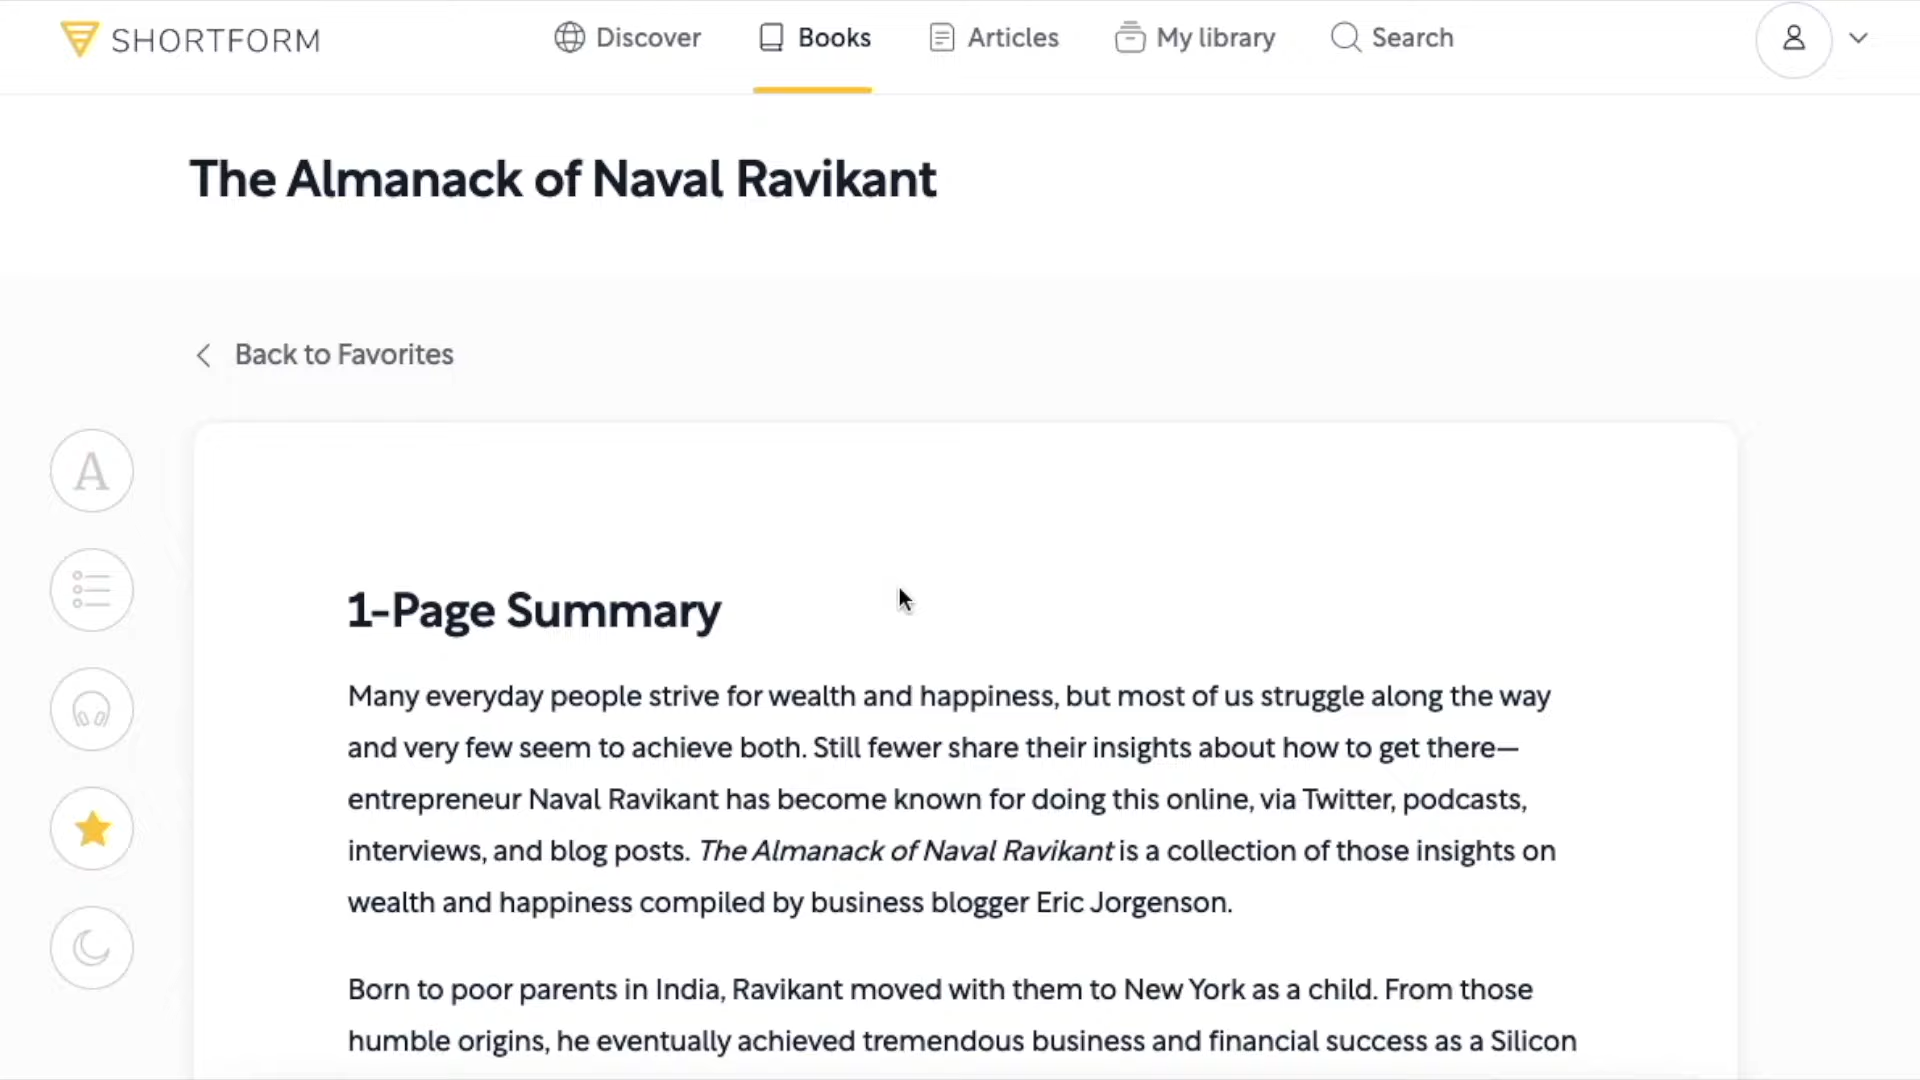 SHORTFORM
Discover
Books
Articles
My library
Search
The Almanack of Naval Ravikant
Back to Favorites
A
1-Page Summary
Many everyday people strive for wealth and happiness, but most of us struggle along the way
and very few seem to achieve both. Still fewer share their insights about how to get there—
entrepreneur Naval Ravikant has become known for doing this online, via Twitter, podcasts,
interviews, and blog posts. The Almanack of Naval Ravikant is a collection of those insights on
wealth and happiness compiled by business blogger Eric Jorgenson.
Born to poor parents in India, Ravikant moved with them to New York as a child. From those
humble origins, he eventually achieved tremendous business and financial success as a Silicon